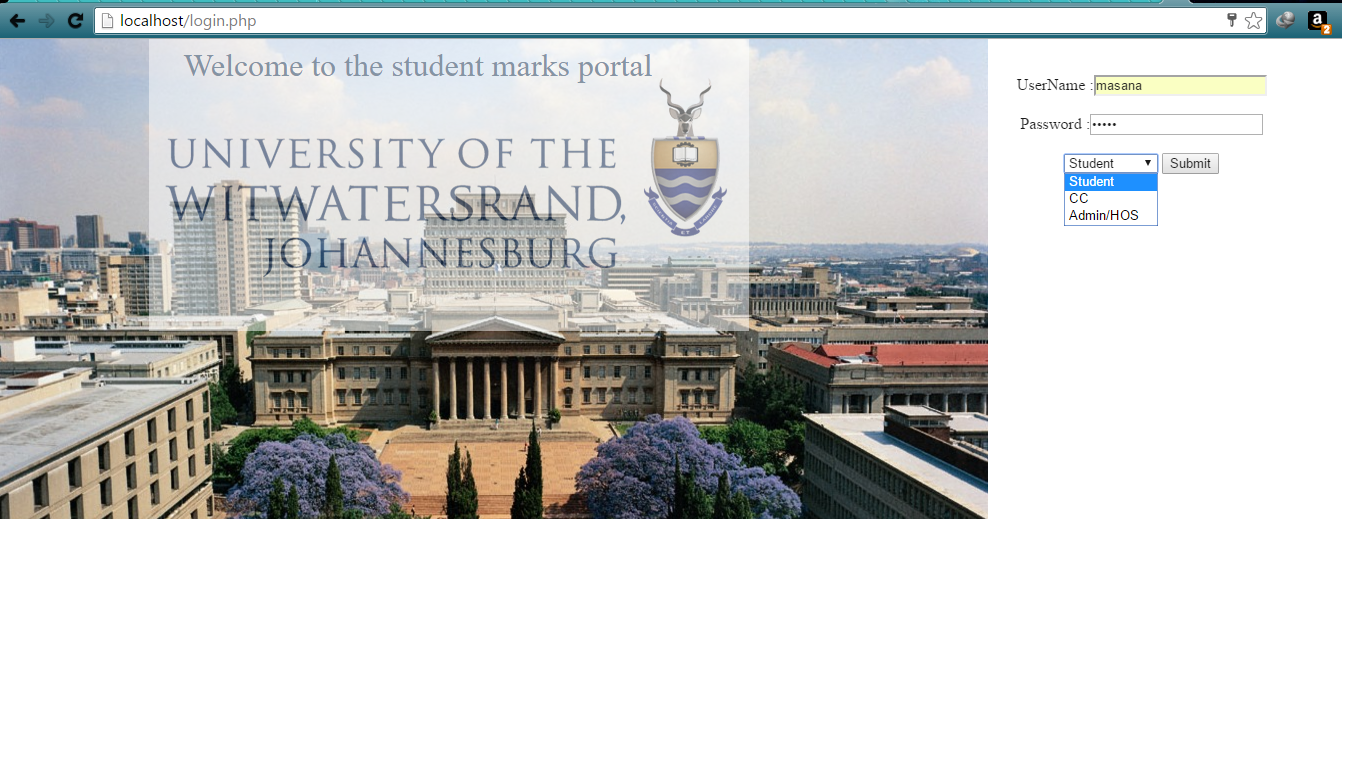 localhost/login.php
2
Welcome to the student marks portal
UNIVERSITY OF THE
WITWATERSRAND,
JOHANNESBURG
UserName :masana
Password :•••••
Student Submit
Student
CC
Admin/HOS